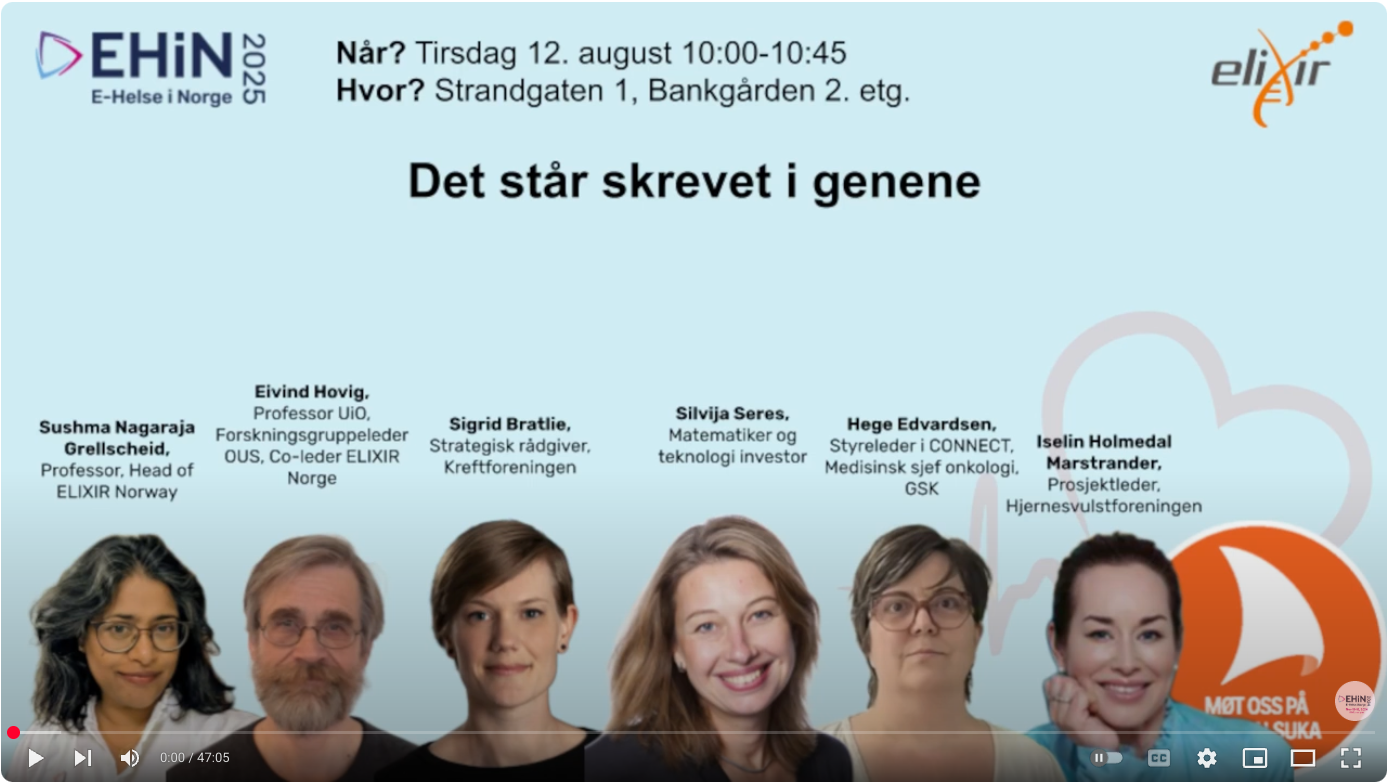 EHiN 2025
E-Helse i Norge
Når? Tirsdag 12. august 10:00-10:45
Hvor? Strandgaten 1, Bankgården 2. etg.
elixir
Det står skrevet i genene
Sushma Nagaraja
Grellscheid,
Professor, Head of
ELIXIR Norway
Eivind Hovig,
Professor UiO,
Forskningsgruppeleder
OUS, Co-leder ELIXIR
Norge
Sigrid Bratlie,
Strategisk rådgiver,
Kreftforeningen
Silvija Seres,
Matematiker og
teknologi investor
Hege Edvardsen,
Styreleder i CONNECT,
Medisinsk sjef onkologi,
GSK
Iselin Holmedal
Marstrander,
Prosjektleder,
Hjernesvulstforeningen
MØT OSS PÅ
SUKA
EHiN
0:00 / 47:05
CC